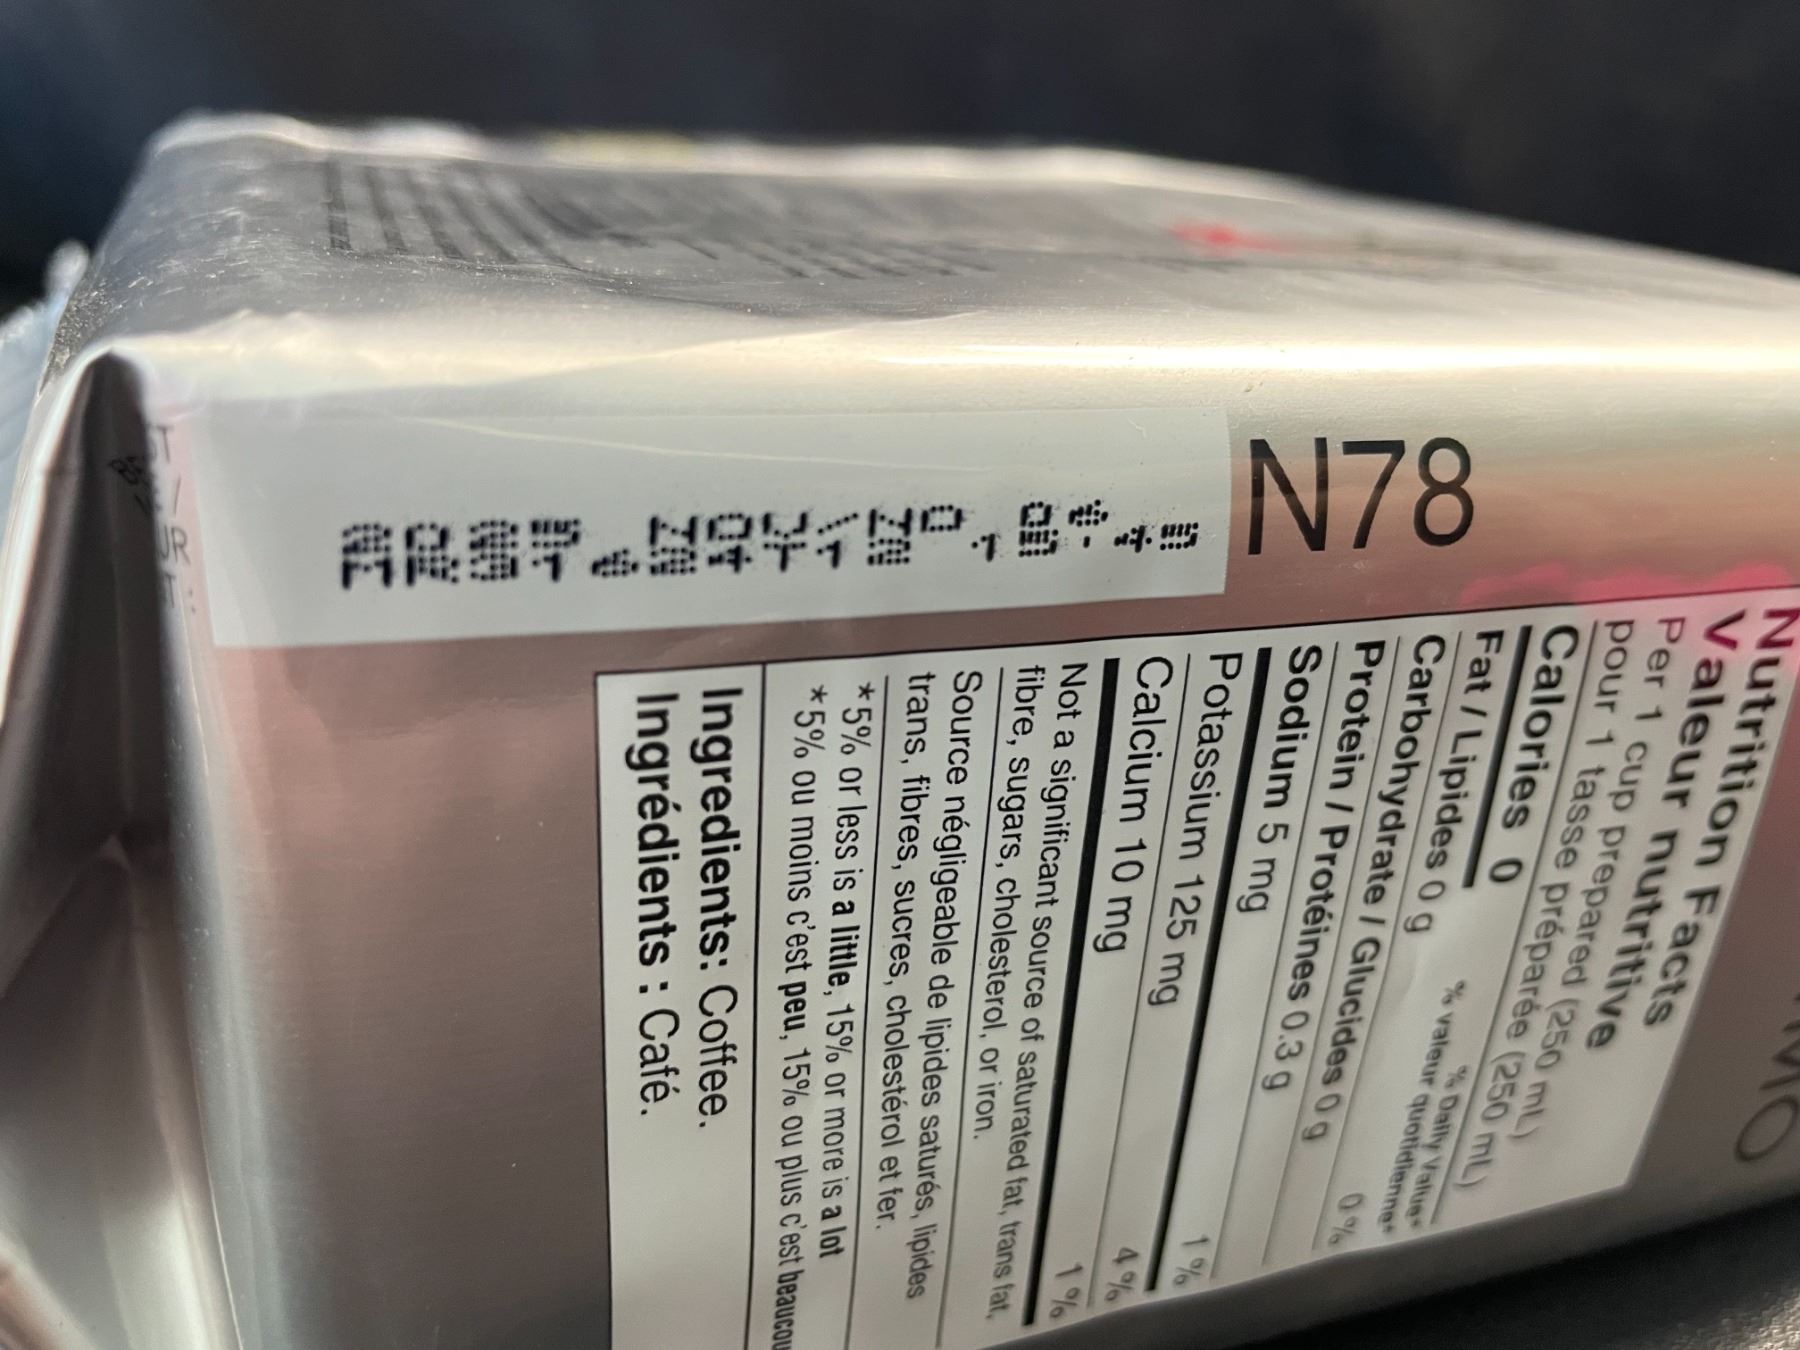 N78
Nutrition Facts
Valeur nutritive
Per 1 cup prepared (250 mL)
pour 1 tasse préparée (250 mL)
Calories 0
% Daily Value*
% valeur quotidienne*
Fat / Lipides 0 g
0 %
Carbohydrate / Glucides 0 g
Protein / Protéines 0.3 g
Sodium 5 mg
1 %
Potassium 125 mg
4 %
Calcium 10 mg
1 %
Not a significant source of saturated fat, trans fat,
fibre, sugars, cholesterol, or iron.
Source négligeable de lipides saturés, lipides
trans, fibres, sucres, cholestérol et fer.
*5% or less is a little, 15% or more is a lot
*5% ou moins c'est peu, 15% ou plus c'est beaucou
Ingredients: Coffee.
Ingrédients : Café.